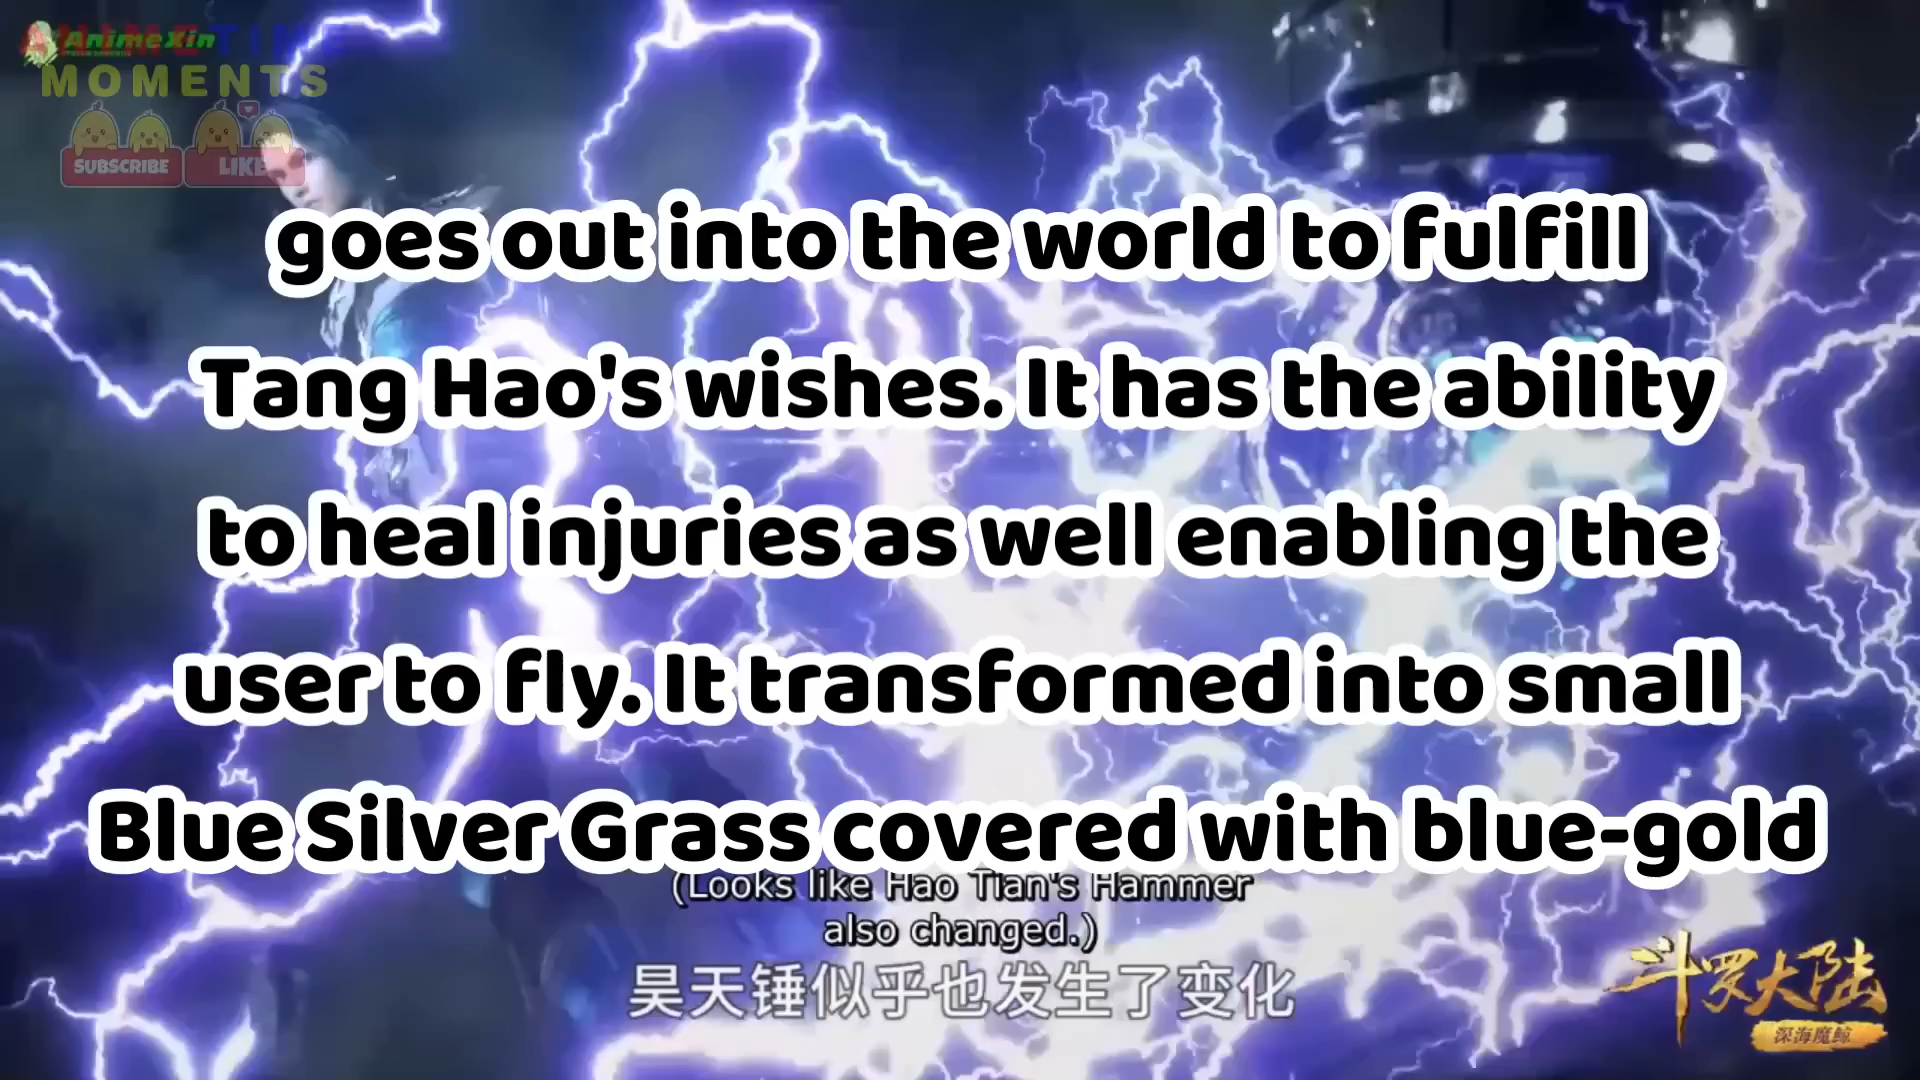 ANIMETIME
AnimeXin
MOMENTS
SUBSCRIBE LIKE
goes out into the world to fulfill
Tang Hao's wishes. It has the ability
to heal injuries as well enabling the
user to fly. It transformed into small
Blue Silver Grass covered with blue-gold
(Looks like Hao Tian's Hammer
also changed.)
昊天锤似乎也发生了变化
斗罗大陆
深海魔鲸